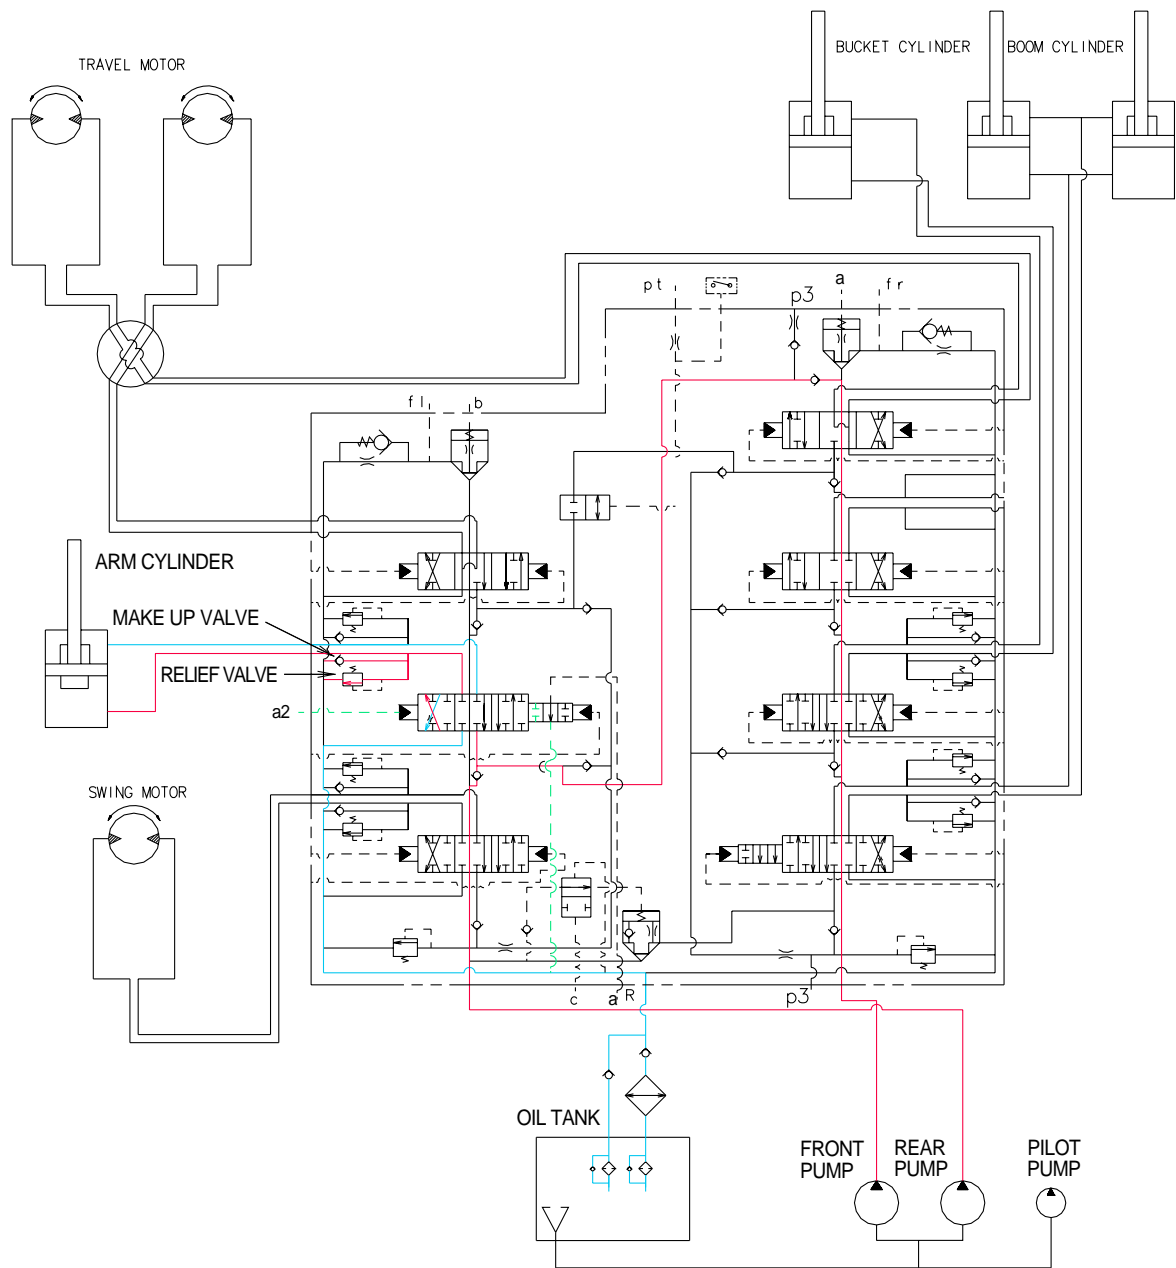 BUCKET CYLINDER
BOOM CYLINDER
TRAVEL MOTOR
pt
p3
a
fr
fl
b
ARM CYLINDER
MAKE UP VALVE
RELIEF VALVE
a2
SWING MOTOR
c
a
R
p3
OIL TANK
FRONT
PUMP
REAR
PUMP
PILOT
PUMP